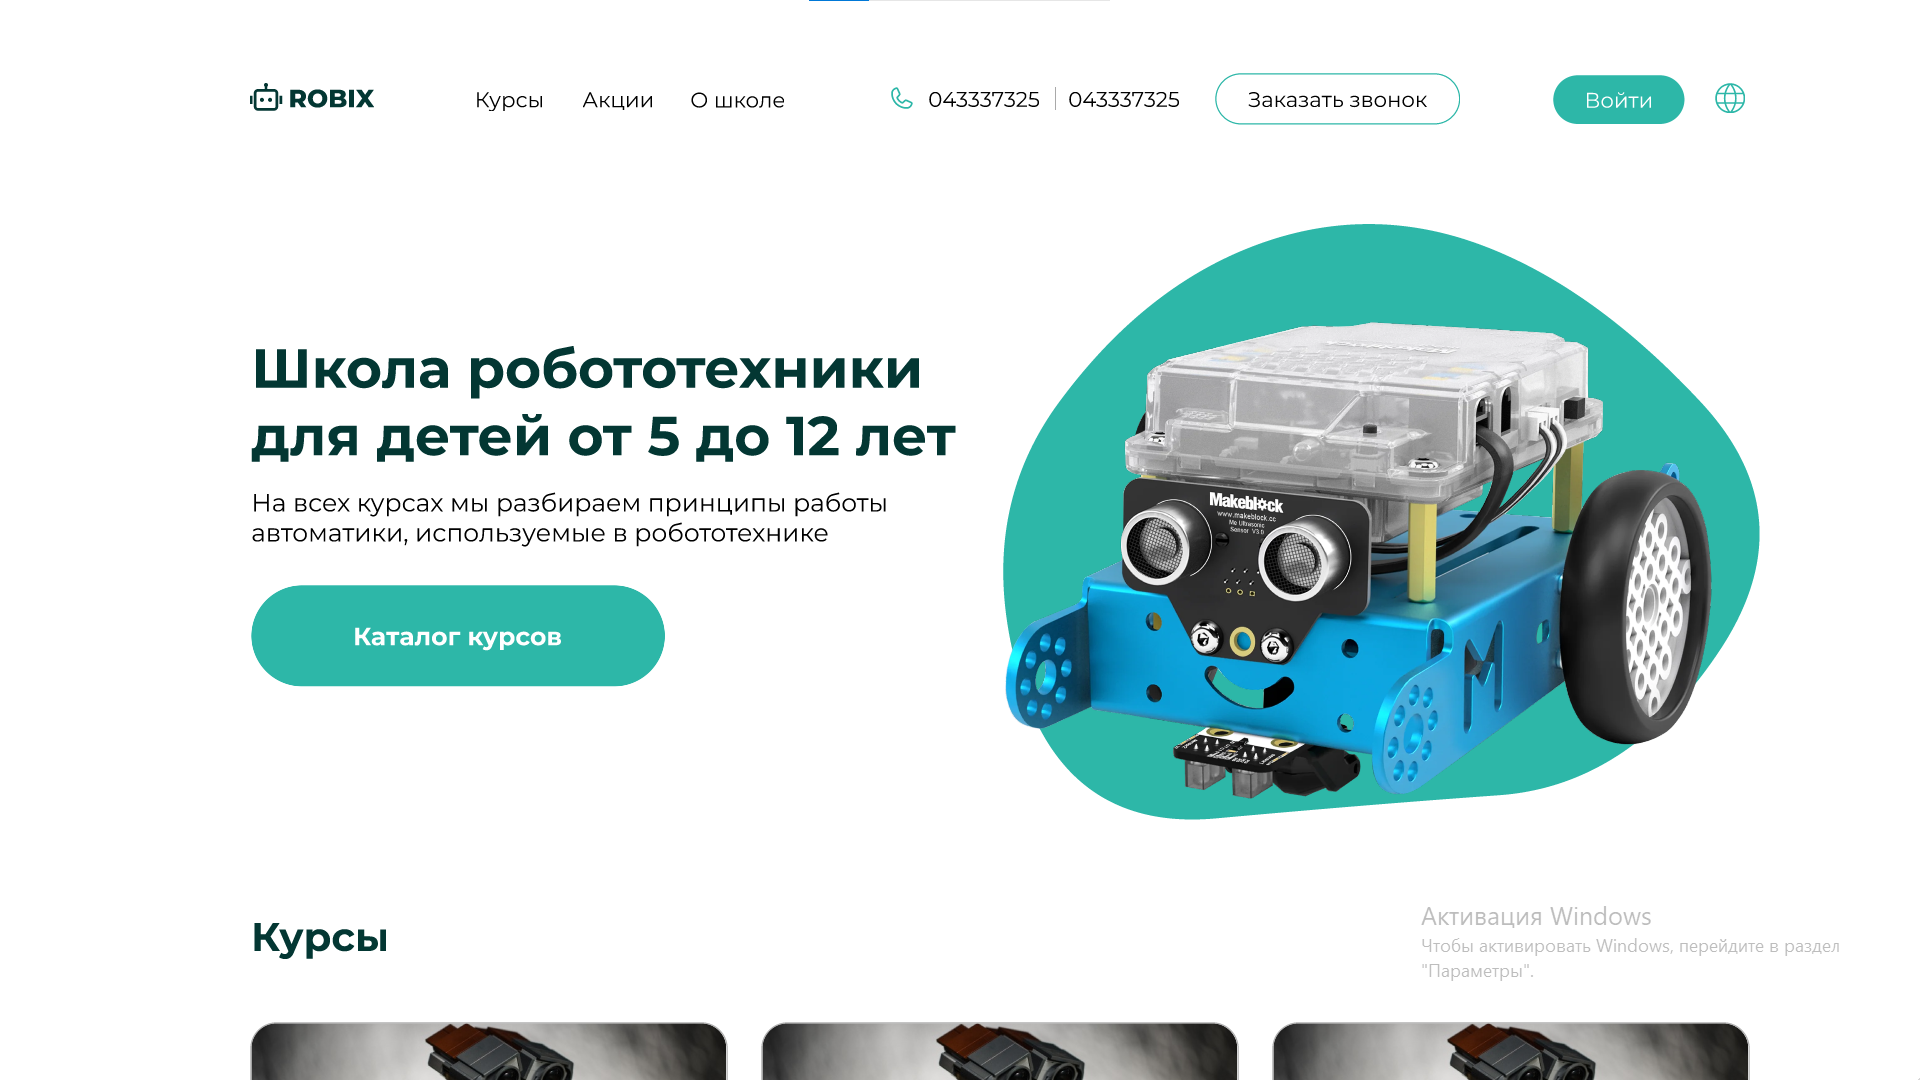 ROBIX
Курсы
Акции
О школе
043337325
043337325
Заказать звонок
Войти
Школа робототехники
для детей от 5 до 12 лет
На всех курсах мы разбираем принципы работы
автоматики, используемые в робототехнике
Каталог курсов
Makeblock
www.makeblock.cc
Me Ultrasonic
Sensor V3.0
M
Курсы
Активация Windows
Чтобы активировать Windows, перейдите в раздел
"Параметры".